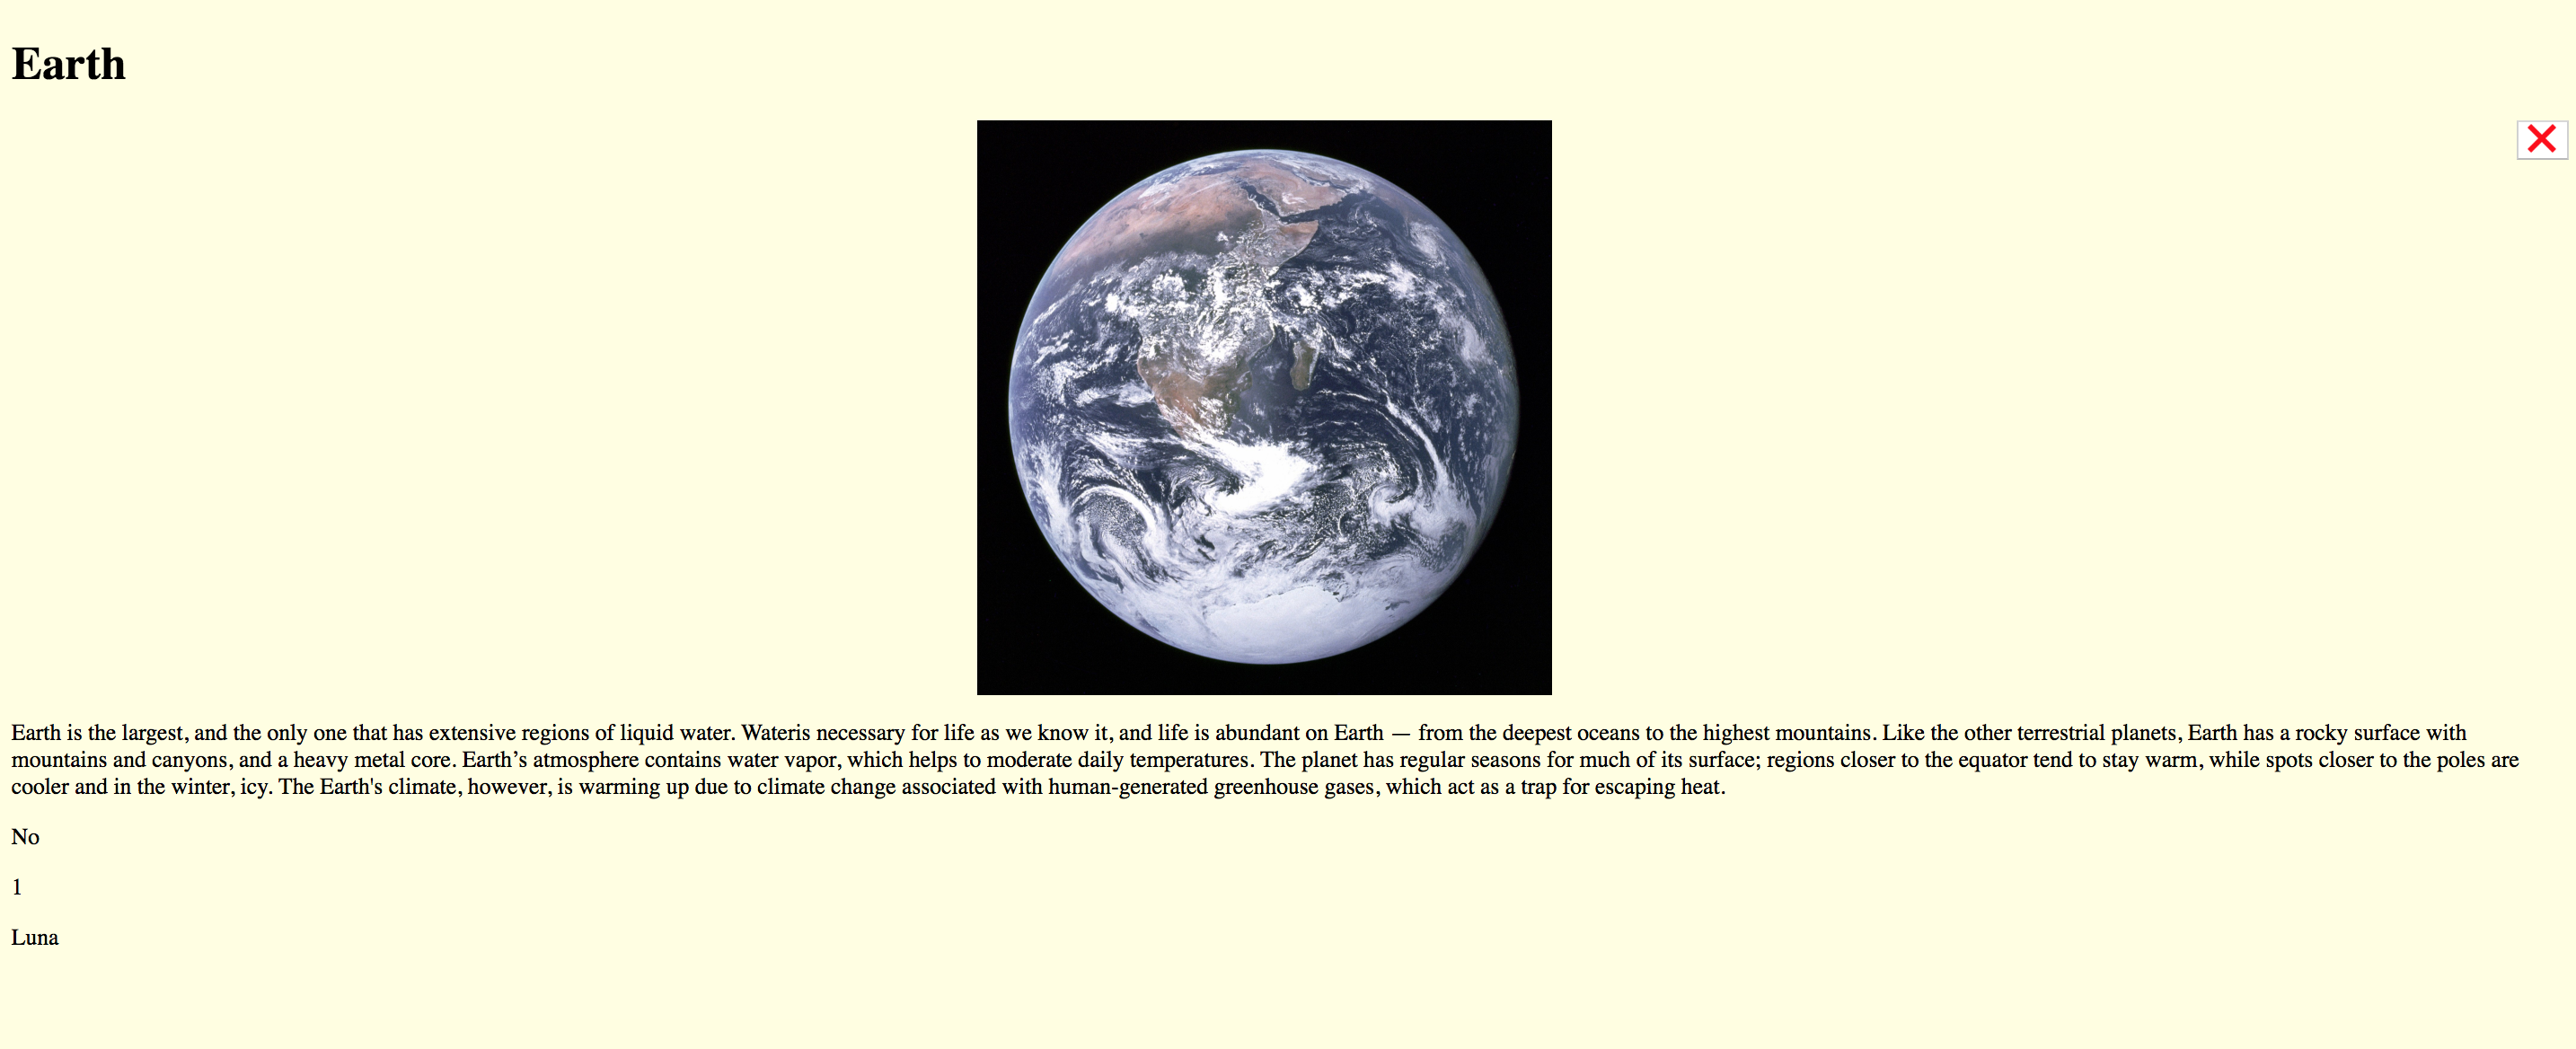 Earth
Earth is the largest, and the only one that has extensive regions of liquid water. Wateris necessary for life as we know it, and life is abundant on Earth — from the deepest oceans to the highest mountains. Like the other terrestrial planets, Earth has a rocky surface with
mountains and canyons, and a heavy metal core. Earth’s atmosphere contains water vapor, which helps to moderate daily temperatures. The planet has regular seasons for much of its surface; regions closer to the equator tend to stay warm, while spots closer to the poles are
cooler and in the winter, icy. The Earth's climate, however, is warming up due to climate change associated with human-generated greenhouse gases, which act as a trap for escaping heat.
No
1
Luna